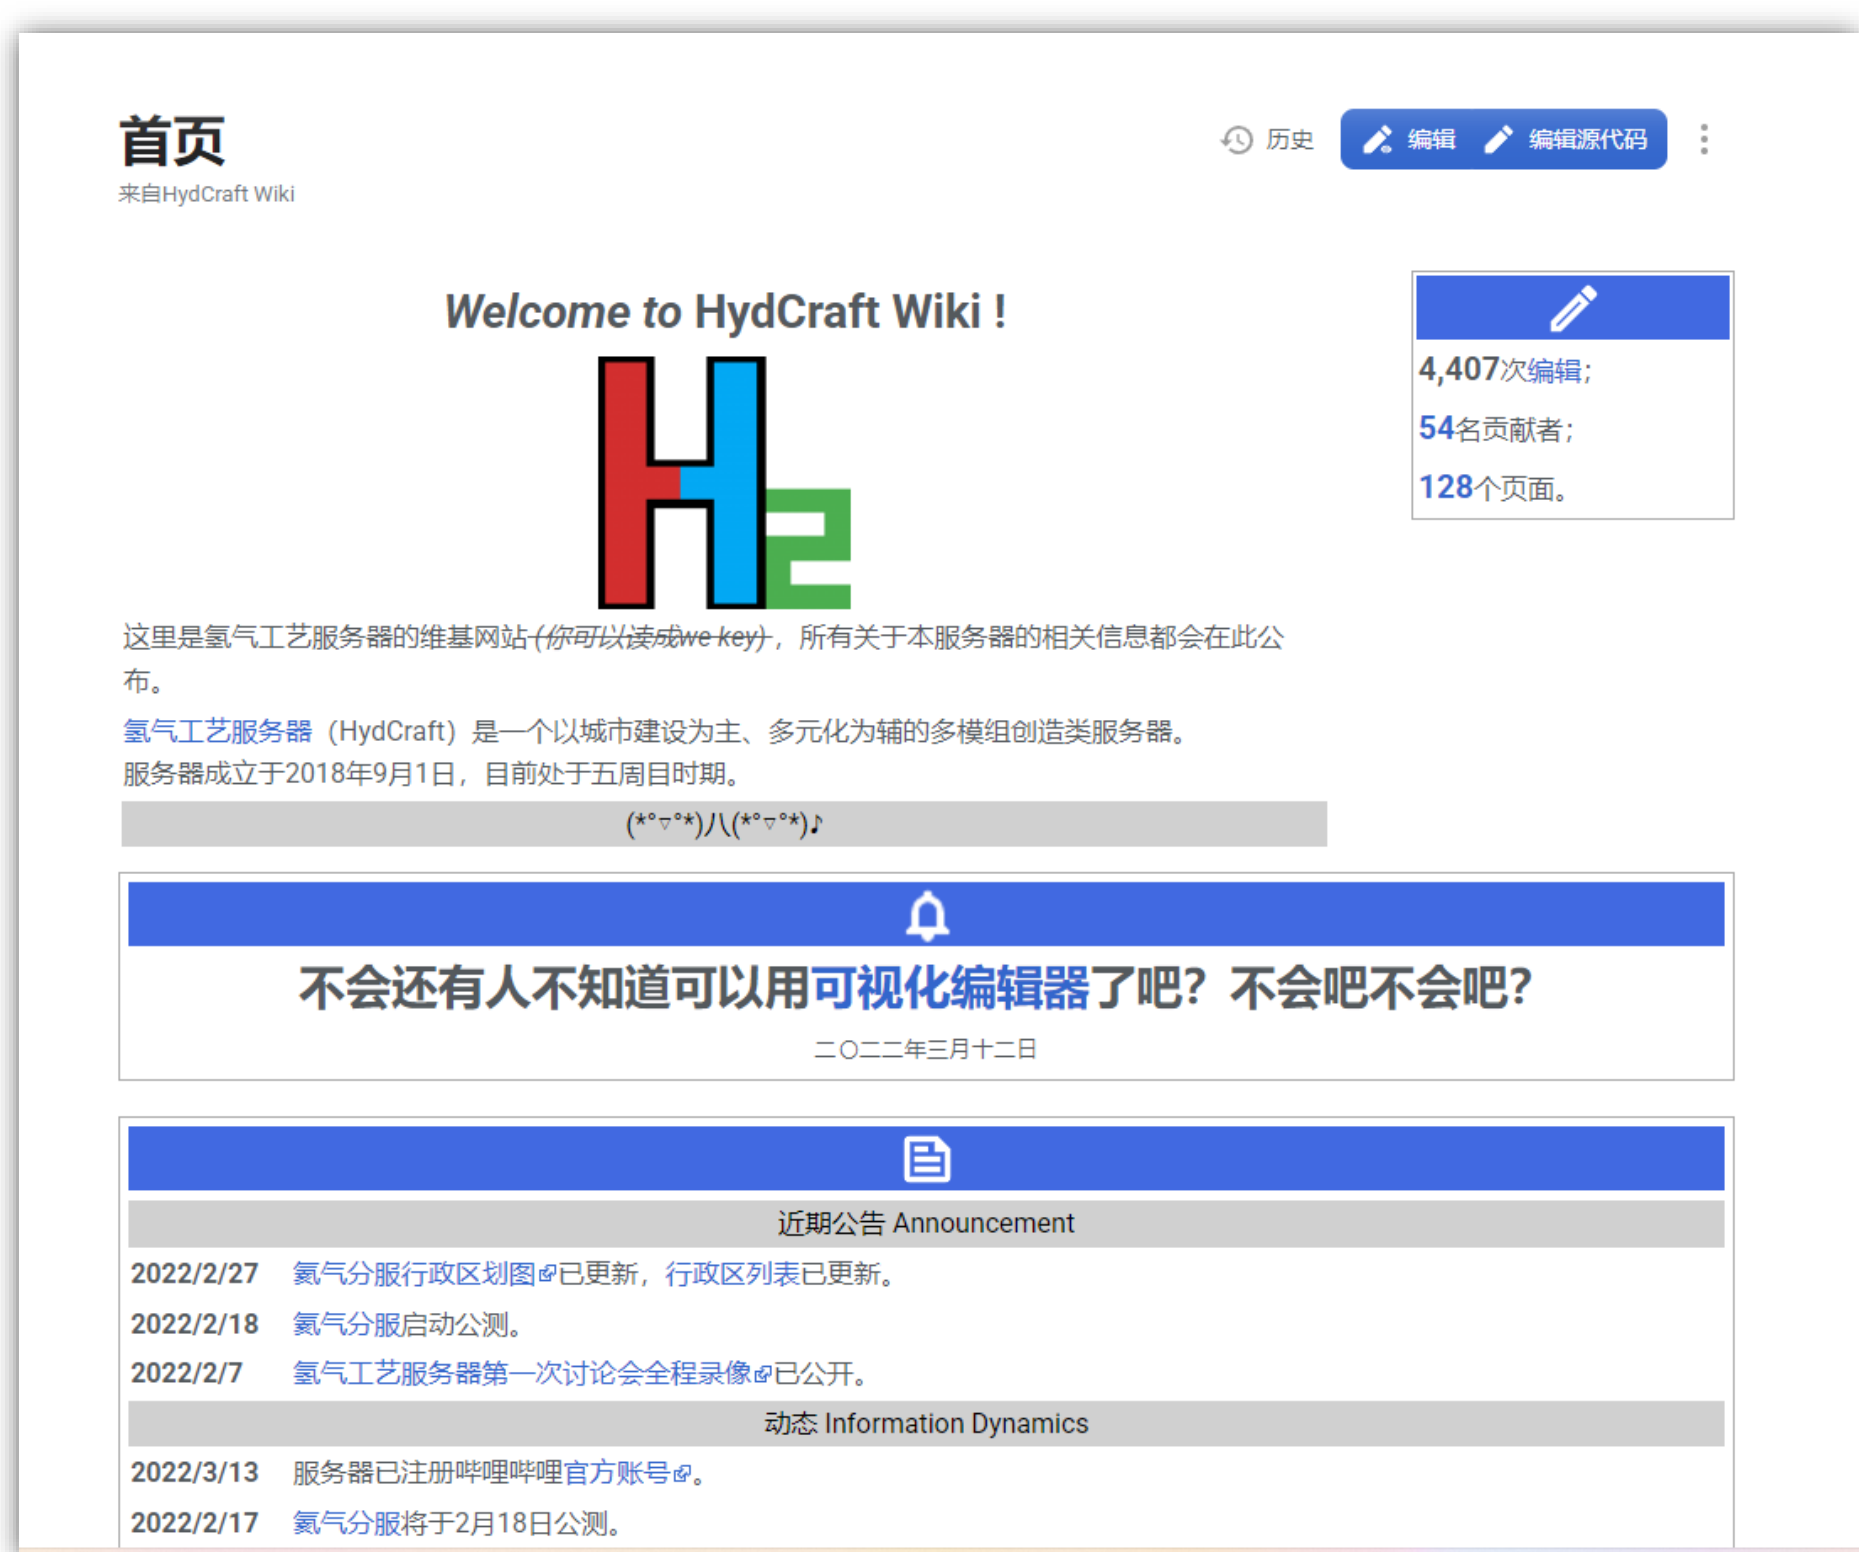 首页
历史
编辑
编辑源代码
来自HydCraft Wiki
Welcome to HydCraft Wiki !
H2
4,407次编辑；
54名贡献者；
128个页面。
这里是氢气工艺服务器的维基网站 (你可以读成we key) ，所有关于本服务器的相关信息都会在此公
布。
氢气工艺服务器（HydCraft）是一个以城市建设为主、多元化为辅的多模组创造类服务器。
服务器成立于2018年9月1日，目前处于五周目时期。
(*°▽°*)八(*°▽°*)♪
不会还有人不知道可以用可视化编辑器了吧？不会吧不会吧？
二〇二二年三月十二日
近期公告 Announcement
2022/2/27 氦气分服行政区划图已更新，行政区列表已更新。
2022/2/18 氦气分服启动公测。
2022/2/7 氢气工艺服务器第一次讨论会全程录像已公开。
动态 Information Dynamics
2022/3/13 服务器已注册哔哩哔哩官方账号。
2022/2/17 氦气分服将于2月18日公测。